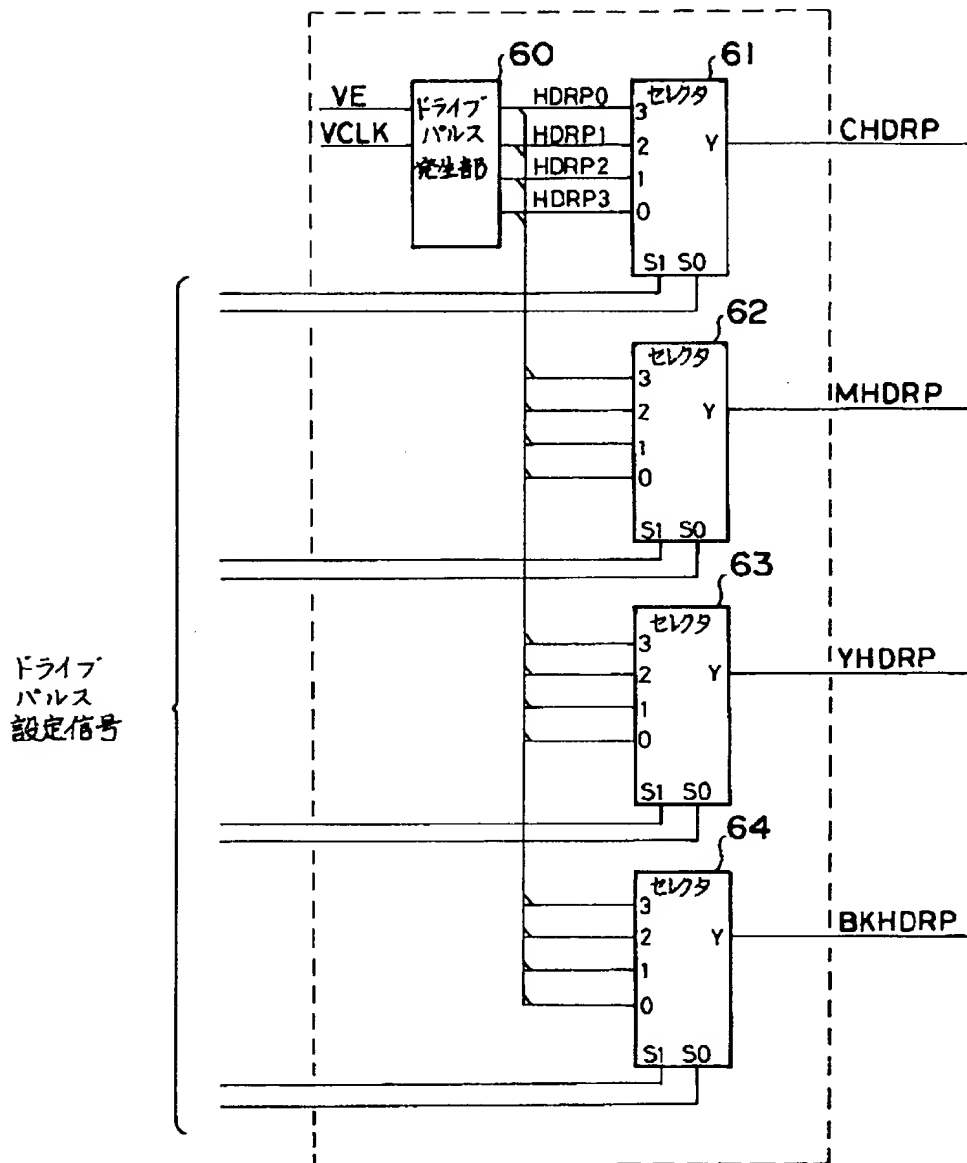 60
61
VE
VCLK
ドライブ
パルス
発生部
HDRP0
HDRP1
HDRP2
HDRP3
セレクタ
3
2
1
0
Y
S1 S0
CHDRP
62
セレクタ
3
2
1
0
Y
S1 S0
MHDRP
63
セレクタ
3
2
1
0
Y
S1 S0
YHDRP
ドライブ
パルス
設定信号
64
セレクタ
3
2
1
0
Y
S1 S0
BKHDRP